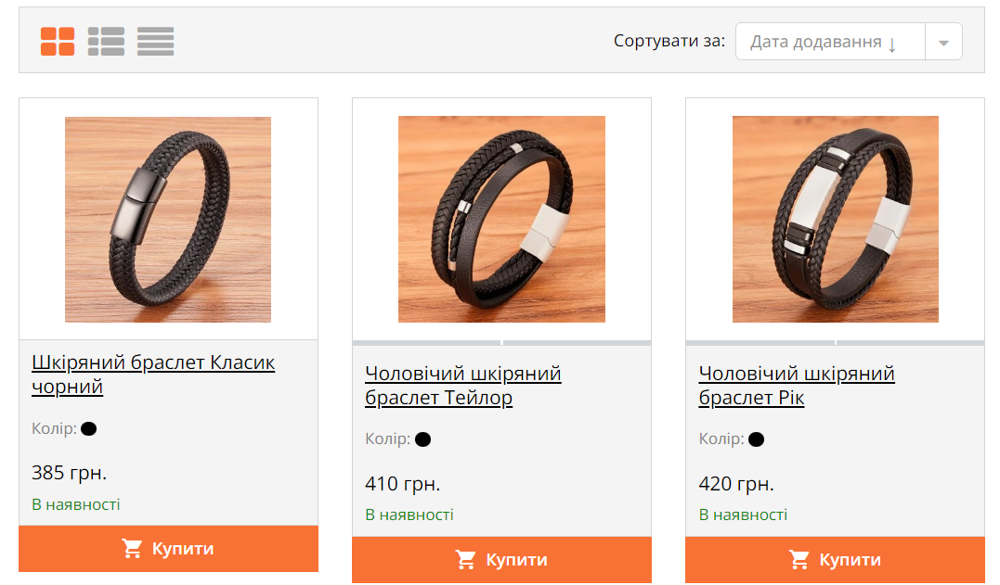 Сортувати за: Дата додавання ↓
Шкіряний браслет Класик
чорний
Колір:
385 грн.
В наявності
Купити
Чоловічий шкіряний
браслет Тейлор
Колір:
410 грн.
В наявності
Купити
Чоловічий шкіряний
браслет Рік
Колір:
420 грн.
В наявності
Купити